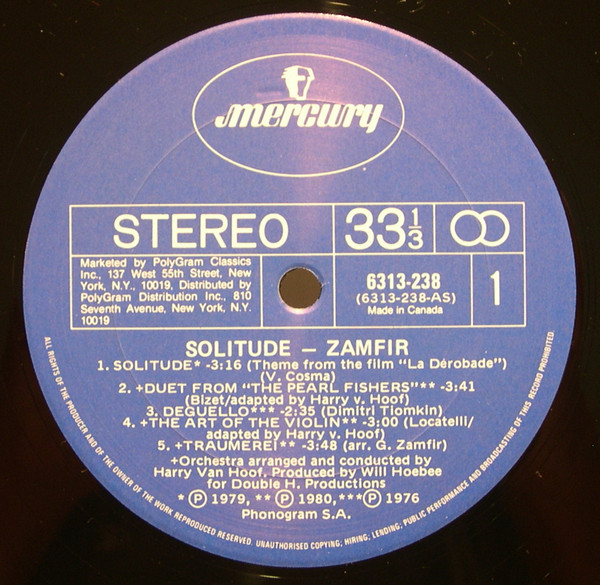 mercury
STEREO
33 1/3
Marketed by PolyGram Classics
Inc., 137 West 55th Street, New
York, N.Y., 10019, Distributed by
PolyGram Distribution Inc., 810
Seventh Avenue, New York, N.Y.
10019
6313-238
(6313-238-AS)
Made in Canada
1
SOLITUDE – ZAMFIR
1. SOLITUDE* -3:16 (Theme from the film "La Dérobade")
(V. Cosma)
2. +DUET FROM "THE PEARL FISHERS"** -3:41
(Bizet/adapted by Harry v. Hoof)
3. DEGUELLO*** -2:35 (Dimitri Tiomkin)
4. +THE ART OF THE VIOLIN** -3:00 (Locatelli/
adapted by Harry v. Hoof)
5. +TRAUMEREI** -3:48 (arr. G. Zamfir)
+Orchestra arranged and conducted by
Harry Van Hoof, Produced by Will Hoebee
for Double H. Productions
* Ⓟ 1979, ** Ⓟ 1980, *** Ⓟ 1976
Phonogram S.A.
ALL RIGHTS OF THE PRODUCER AND OF THE OWNER OF THE WORK REPRODUCED RESERVED. UNAUTHORISED COPYING; HIRING; LENDING; PUBLIC PERFORMANCE AND BROADCASTING OF THIS RECORD PROHIBITED.